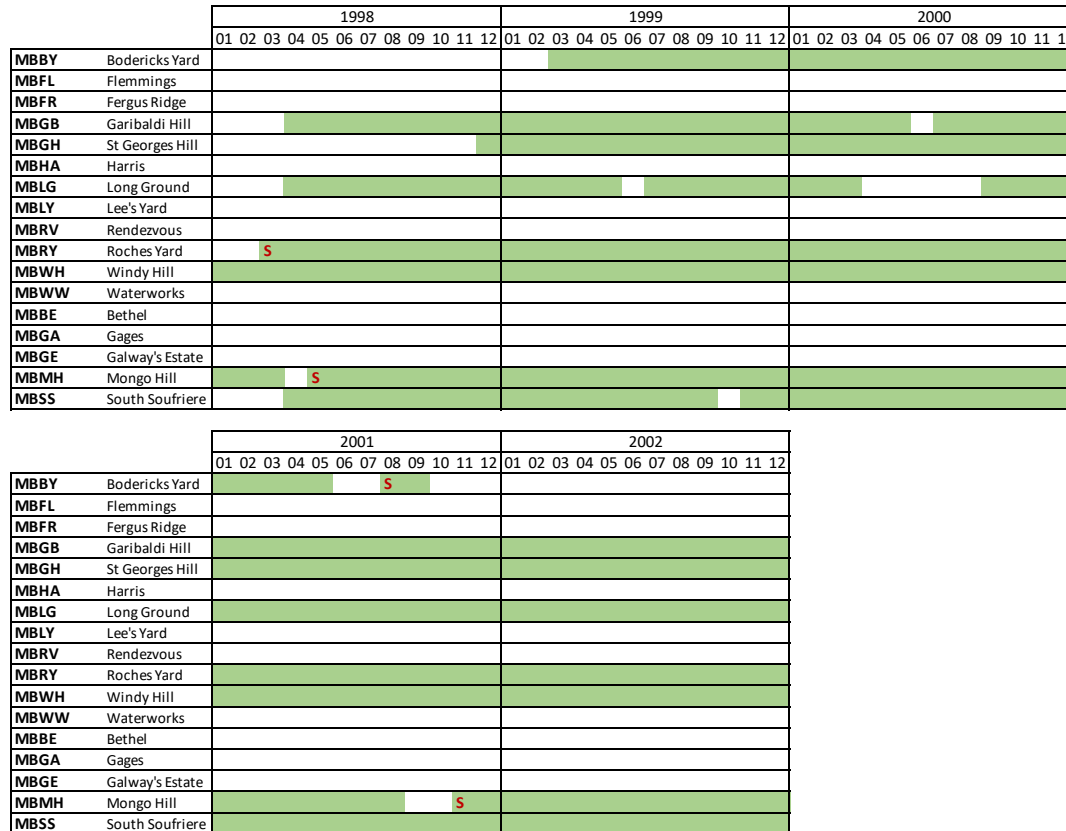 1998 1999 2000
01 02 03 04 05 06 07 08 09 10 11 12 01 02 03 04 05 06 07 08 09 10 11 12 01 02 03 04 05 06 07 08 09 10 11 1
MBBY Bodericks Yard
MBFL Flemmings
MBFR Fergus Ridge
MBGB Garibaldi Hill
MBGH St Georges Hill
MBHA Harris
MBLG Long Ground
MBLY Lee's Yard
MBRV Rendezvous
MBRY Roches Yard S
MBWH Windy Hill
MBWW Waterworks
MBBE Bethel
MBGA Gages
MBGE Galway's Estate
MBMH Mongo Hill S
MBSS South Soufriere
2001 2002
01 02 03 04 05 06 07 08 09 10 11 12 01 02 03 04 05 06 07 08 09 10 11 12
MBBY Bodericks Yard S
MBFL Flemmings
MBFR Fergus Ridge
MBGB Garibaldi Hill
MBGH St Georges Hill
MBHA Harris
MBLG Long Ground
MBLY Lee's Yard
MBRV Rendezvous
MBRY Roches Yard
MBWH Windy Hill
MBWW Waterworks
MBBE Bethel
MBGA Gages
MBGE Galway's Estate
MBMH Mongo Hill S
MBSS South Soufriere